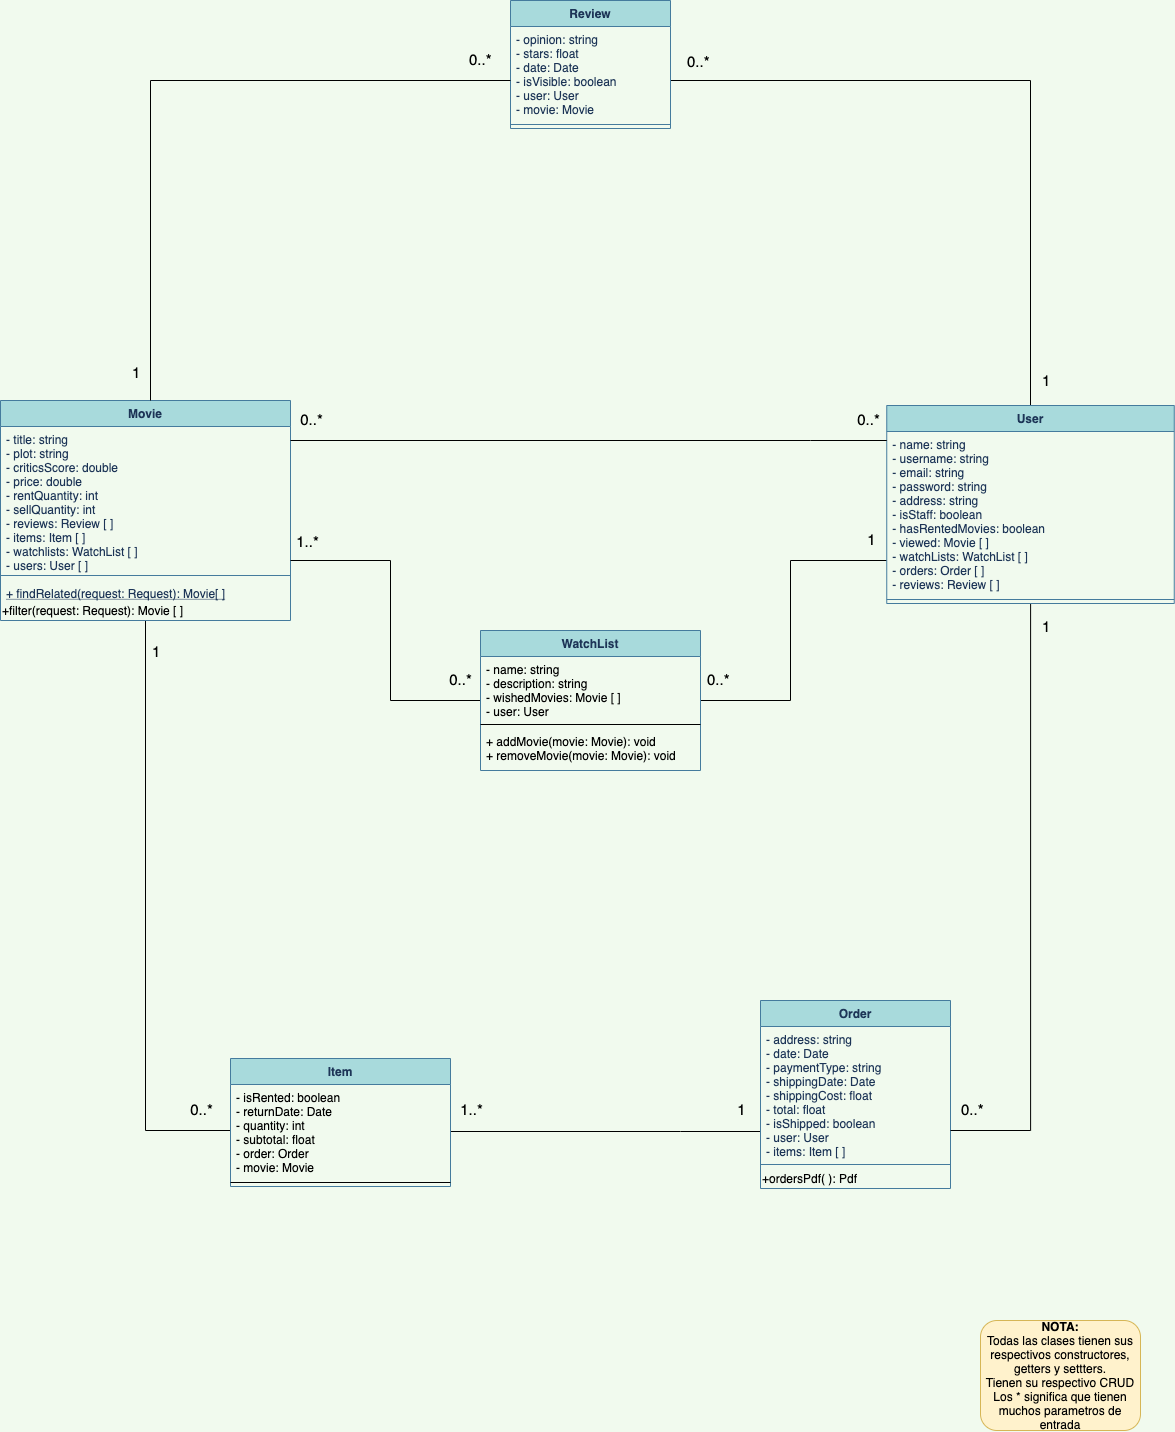 Review
- opinion: string
- stars: float
- date: Date
- isVisible: boolean
- user: User
- movie: Movie
0..*
0..*
1
1
Movie
- title: string
- plot: string
- criticsScore: double
- price: double
- rentQuantity: int
- sellQuantity: int
- reviews: Review [ ]
- items: Item [ ]
- watchlists: WatchList [ ]
- users: User [ ]
+ findRelated(request: Request): Movie[ ]
+filter(request: Request): Movie [ ]
0..*
0..*
User
- name: string
- username: string
- email: string
- password: string
- address: string
- isStaff: boolean
- hasRentedMovies: boolean
- viewed: Movie [ ]
- watchLists: WatchList [ ]
- orders: Order [ ]
- reviews: Review [ ]
1..*
1
1
1
0..*
0..*
WatchList
- name: string
- description: string
- wishedMovies: Movie [ ]
- user: User
+ addMovie(movie: Movie): void
+ removeMovie(movie: Movie): void
Item
- isRented: boolean
- returnDate: Date
- quantity: int
- subtotal: float
- order: Order
- movie: Movie
0..*
1..*
1
0..*
Order
- address: string
- date: Date
- paymentType: string
- shippingDate: Date
- shippingCost: float
- total: float
- isShipped: boolean
- user: User
- items: Item [ ]
+ordersPdf( ): Pdf
NOTA:
Todas las clases tienen sus
respectivos constructores,
getters y settters.
Tienen su respectivo CRUD
Los * significa que tienen
muchos parametros de
entrada